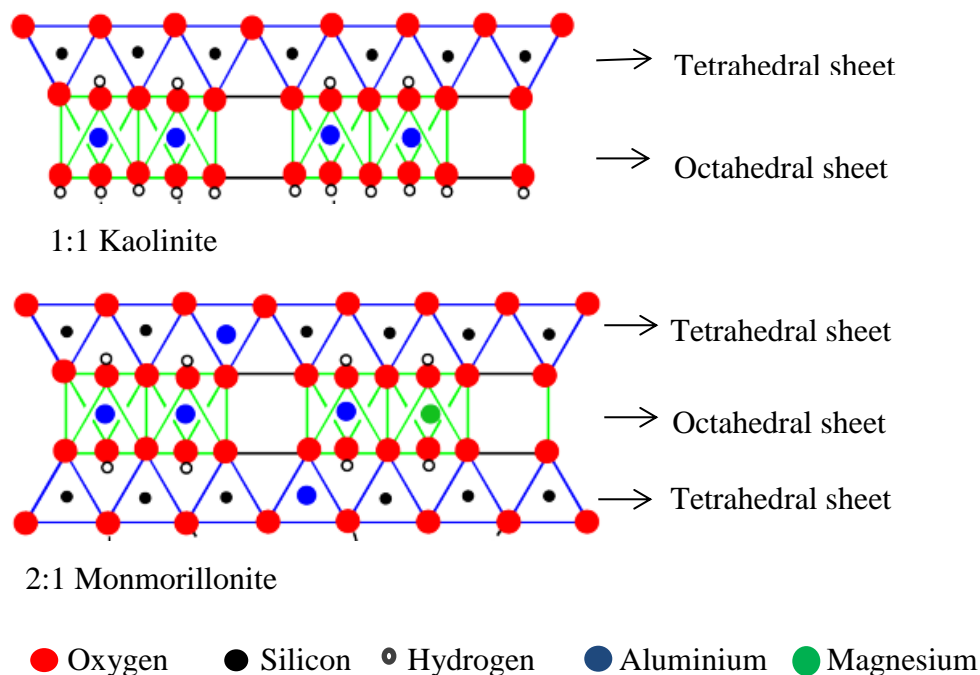 Tetrahedral sheet
Octahedral sheet
1:1 Kaolinite
Tetrahedral sheet
Octahedral sheet
Tetrahedral sheet
2:1 Monmorillonite
Oxygen Silicon Hydrogen Aluminium Magnesium